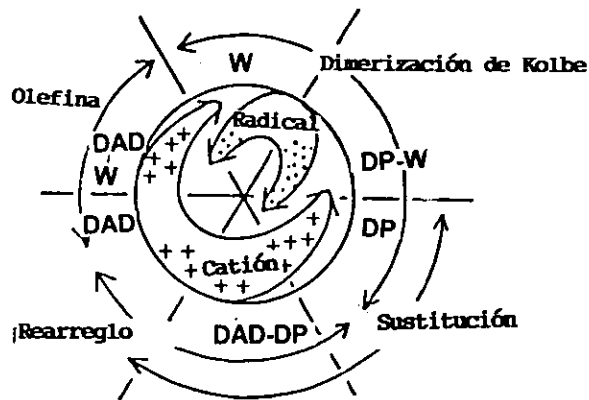 W
Dimerización de Kolbe
Olefina
Radical
DAD
W
DAD
DP-W
DP
Catión
¡Rearreglo
DAD-DP
Sustitución